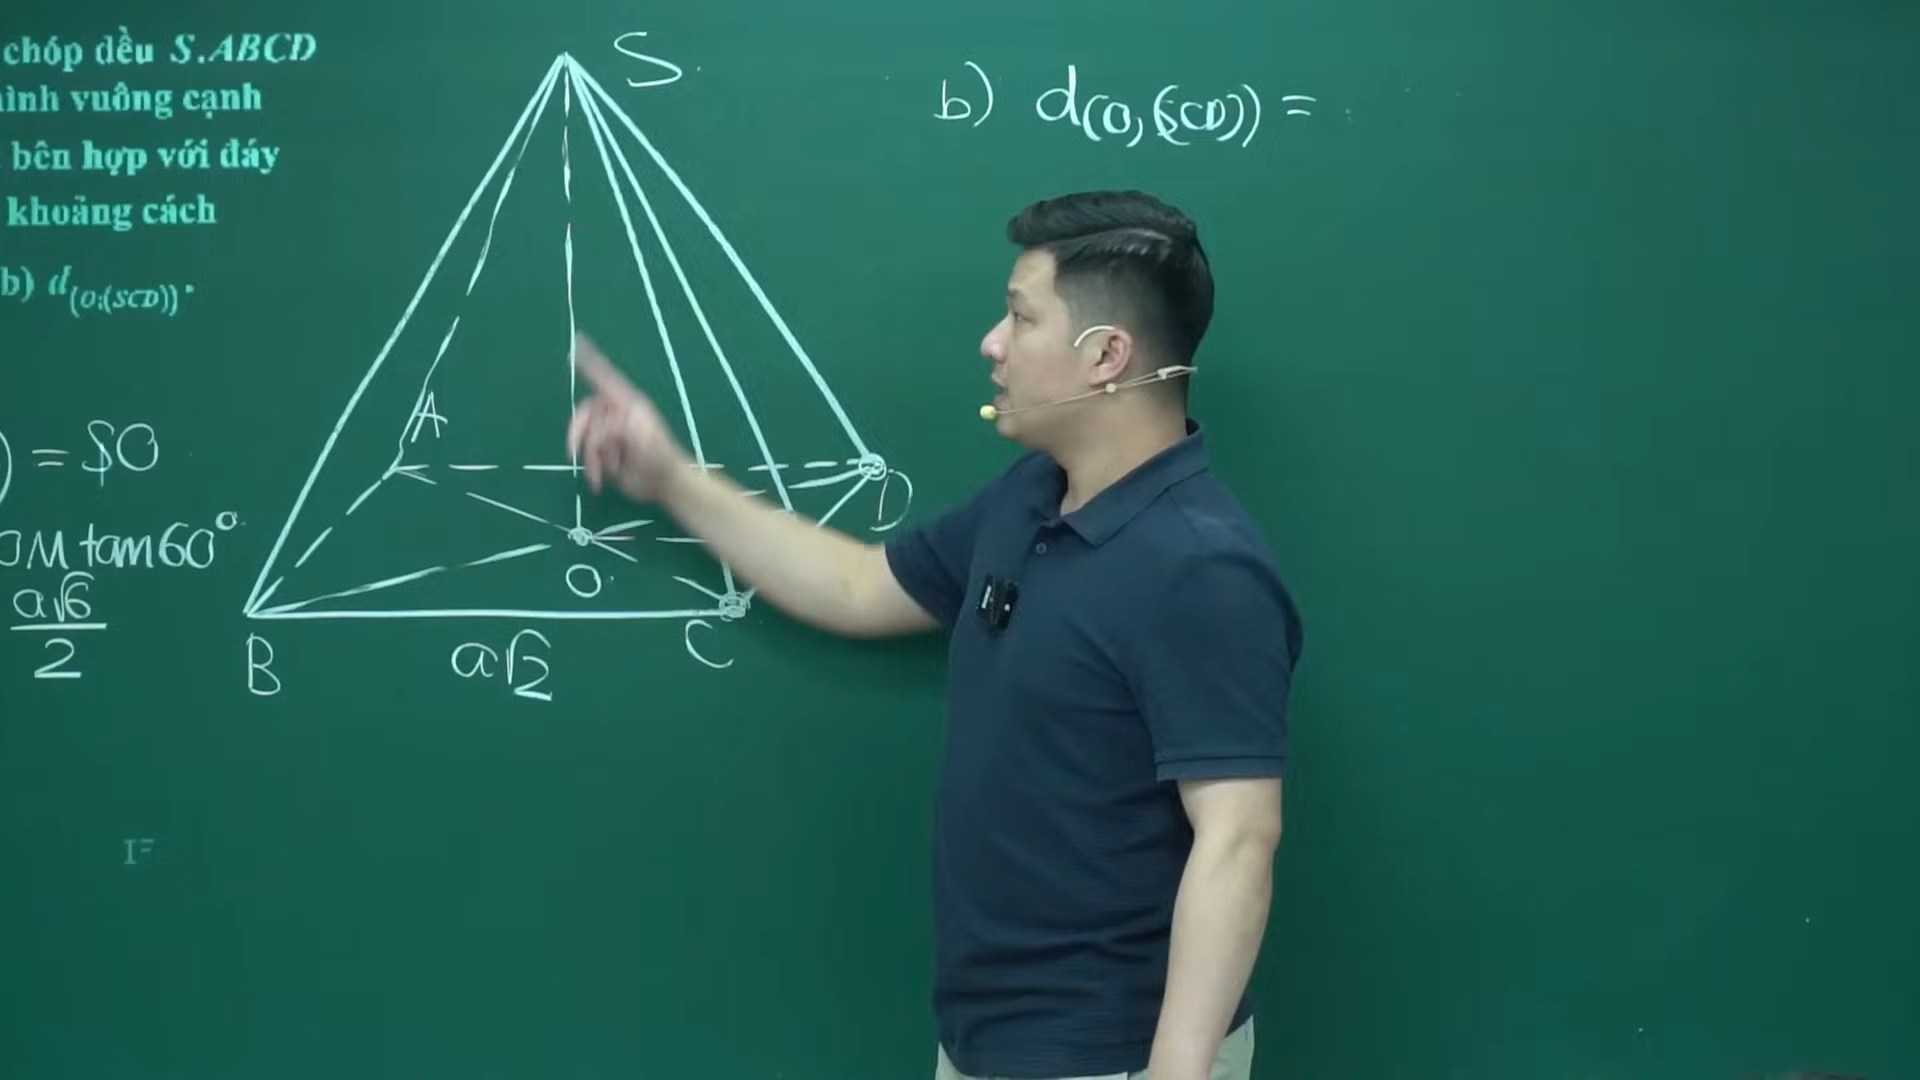 chóp đều S.ABCD
ình vuông cạnh
bên hợp với đáy
khoảng cách
b) d(O;(SCD)).
) = SO
OM tan60°
a√6
2
S
A
B
C
D
O
a√2
b) d(O, (SCD)) =